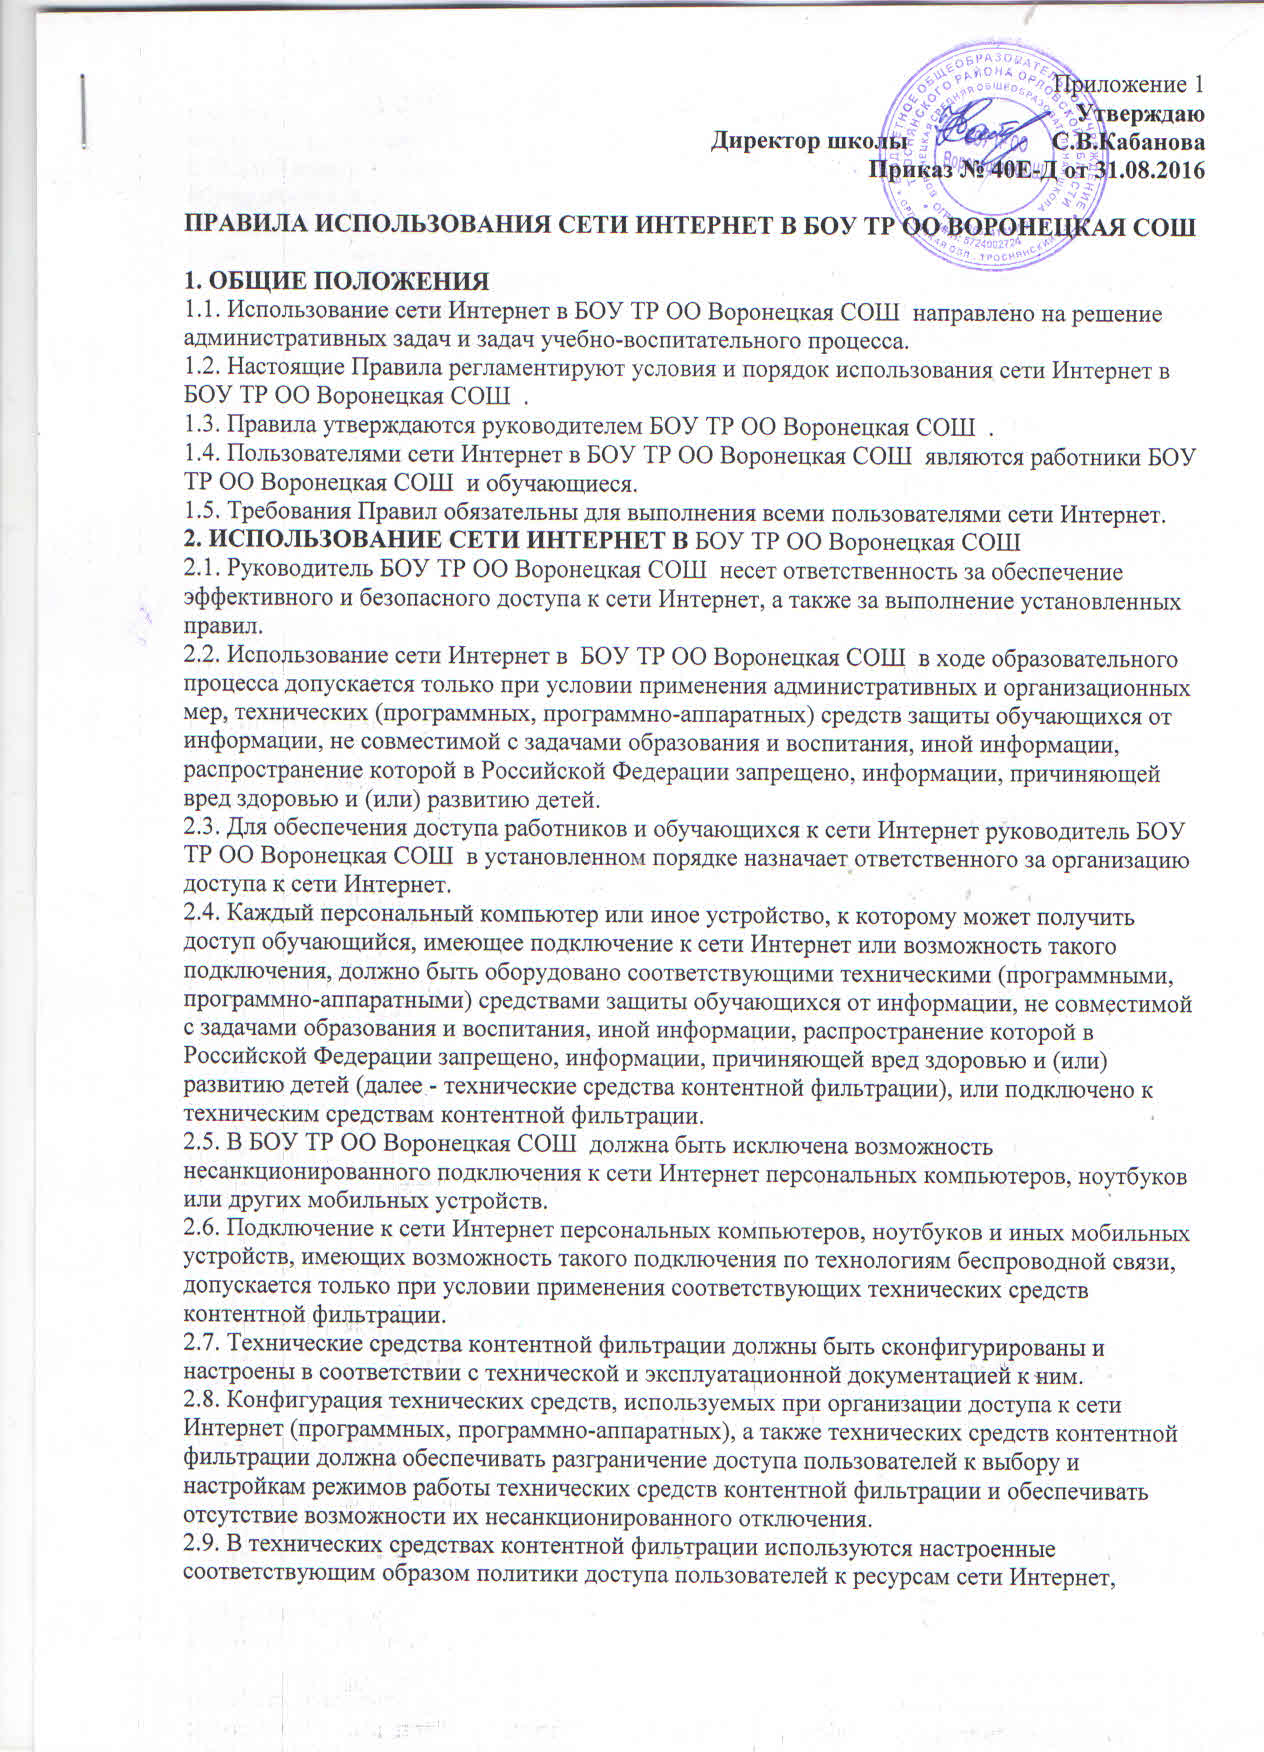 Приложение 1
Утверждаю
Директор школы С.В.Кабанова
Приказ № 40Е-Д от 31.08.2016
ПРАВИЛА ИСПОЛЬЗОВАНИЯ СЕТИ ИНТЕРНЕТ В БОУ ТР ОО ВОРОНЕЦКАЯ СОШ
1. ОБЩИЕ ПОЛОЖЕНИЯ
1.1. Использование сети Интернет в БОУ ТР ОО Воронецкая СОШ  направлено на решение
административных задач и задач учебно-воспитательного процесса.
1.2. Настоящие Правила регламентируют условия и порядок использования сети Интернет в
БОУ ТР ОО Воронецкая СОШ  .
1.3. Правила утверждаются руководителем БОУ ТР ОО Воронецкая СОШ  .
1.4. Пользователями сети Интернет в БОУ ТР ОО Воронецкая СОШ  являются работники БОУ
ТР ОО Воронецкая СОШ  и обучающиеся.
1.5. Требования Правил обязательны для выполнения всеми пользователями сети Интернет.
2. ИСПОЛЬЗОВАНИЕ СЕТИ ИНТЕРНЕТ В БОУ ТР ОО Воронецкая СОШ
2.1. Руководитель БОУ ТР ОО Воронецкая СОШ  несет ответственность за обеспечение
эффективного и безопасного доступа к сети Интернет, а также за выполнение установленных
правил.
2.2. Использование сети Интернет в  БОУ ТР ОО Воронецкая СОШ  в ходе образовательного
процесса допускается только при условии применения административных и организационных
мер, технических (программных, программно-аппаратных) средств защиты обучающихся от
информации, не совместимой с задачами образования и воспитания, иной информации,
распространение которой в Российской Федерации запрещено, информации, причиняющей
вред здоровью и (или) развитию детей.
2.3. Для обеспечения доступа работников и обучающихся к сети Интернет руководитель БОУ
ТР ОО Воронецкая СОШ  в установленном порядке назначает ответственного за организацию
доступа к сети Интернет.
2.4. Каждый персональный компьютер или иное устройство, к которому может получить
доступ обучающийся, имеющее подключение к сети Интернет или возможность такого
подключения, должно быть оборудовано соответствующими техническими (программными,
программно-аппаратными) средствами защиты обучающихся от информации, не совместимой
с задачами образования и воспитания, иной информации, распространение которой в
Российской Федерации запрещено, информации, причиняющей вред здоровью и (или)
развитию детей (далее - технические средства контентной фильтрации), или подключено к
техническим средствам контентной фильтрации.
2.5. В БОУ ТР ОО Воронецкая СОШ  должна быть исключена возможность
несанкционированного подключения к сети Интернет персональных компьютеров, ноутбуков
или других мобильных устройств.
2.6. Подключение к сети Интернет персональных компьютеров, ноутбуков и иных мобильных
устройств, имеющих возможность такого подключения по технологиям беспроводной связи,
допускается только при условии применения соответствующих технических средств
контентной фильтрации.
2.7. Технические средства контентной фильтрации должны быть сконфигурированы и
настроены в соответствии с технической и эксплуатационной документацией к ним.
2.8. Конфигурация технических средств, используемых при организации доступа к сети
Интернет (программных, программно-аппаратных), а также технических средств контентной
фильтрации должна обеспечивать разграничение доступа пользователей к выбору и
настройкам режимов работы технических средств контентной фильтрации и обеспечивать
отсутствие возможности их несанкционированного отключения.
2.9. В технических средствах контентной фильтрации используются настроенные
соответствующим образом политики доступа пользователей к ресурсам сети Интернет,